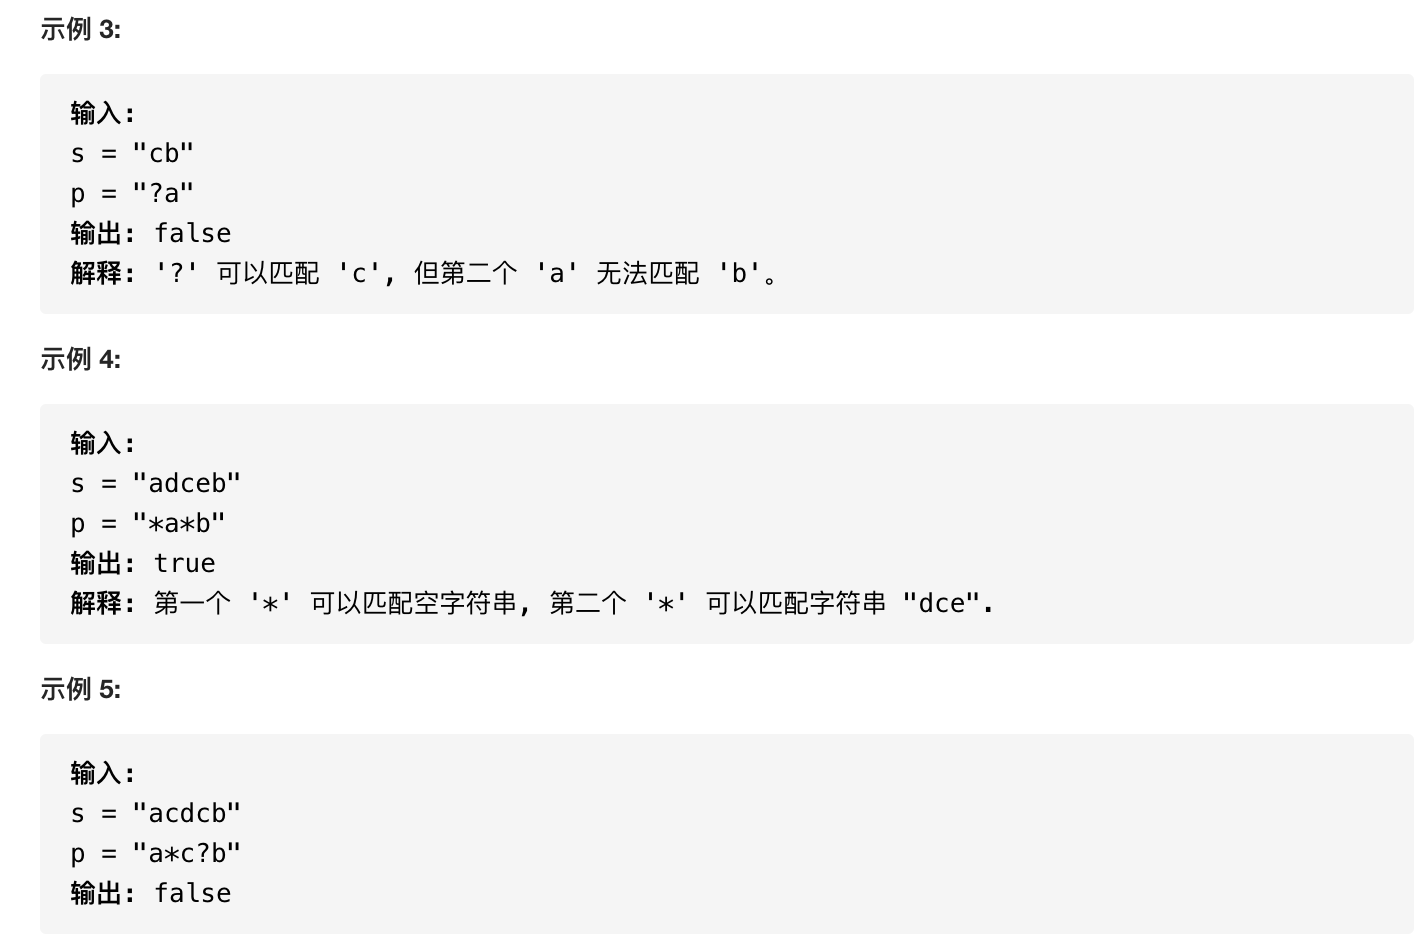 示例 3:
输入:
s = "cb"
p = "?a"
输出: false
解释: '?' 可以匹配 'c', 但第二个 'a' 无法匹配 'b'。
示例 4:
输入:
s = "adceb"
p = "*a*b"
输出: true
解释: 第一个 '*' 可以匹配空字符串, 第二个 '*' 可以匹配字符串 "dce".
示例 5:
输入:
s = "acdcb"
p = "a*c?b"
输出: false